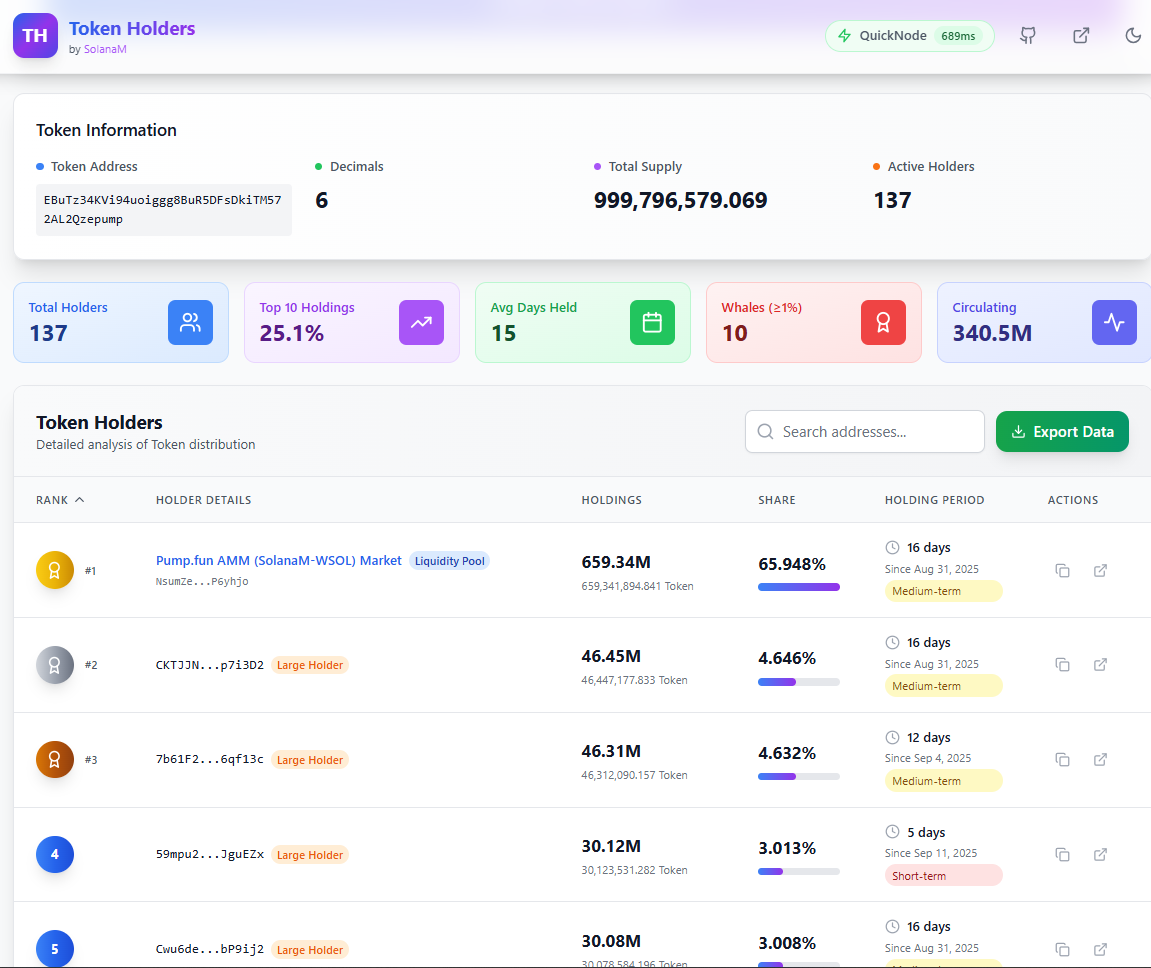 TH
Token Holders
by SolanaM
QuickNode 689ms
Token Information
Token Address
EBuTz34KVi94uoiggg8BuR5DFsDkiTM57
2AL2Qzepump
Decimals
6
Total Supply
999,796,579.069
Active Holders
137
Total Holders
137
Top 10 Holdings
25.1%
Avg Days Held
15
Whales (≥1%)
10
Circulating
340.5M
Token Holders
Detailed analysis of Token distribution
Search addresses...
Export Data
RANK HOLDER DETAILS HOLDINGS SHARE HOLDING PERIOD ACTIONS
#1
Pump.fun AMM (SolanaM-WSOL) Market Liquidity Pool
NsumZe...P6yhjo
659.34M
659,341,894.841 Token
65.948%
16 days
Since Aug 31, 2025
Medium-term
#2
CKTJJN...p7i3D2 Large Holder
46.45M
46,447,177.833 Token
4.646%
16 days
Since Aug 31, 2025
Medium-term
#3
7b61F2...6qf13c Large Holder
46.31M
46,312,090.157 Token
4.632%
12 days
Since Sep 4, 2025
Medium-term
4
59mpu2...JguEZx Large Holder
30.12M
30,123,531.282 Token
3.013%
5 days
Since Sep 11, 2025
Short-term
5
Cwu6de...bP9ij2 Large Holder
30.08M
30,078,584.196 Token
3.008%
16 days
Since Aug 31, 2025
Medium-term